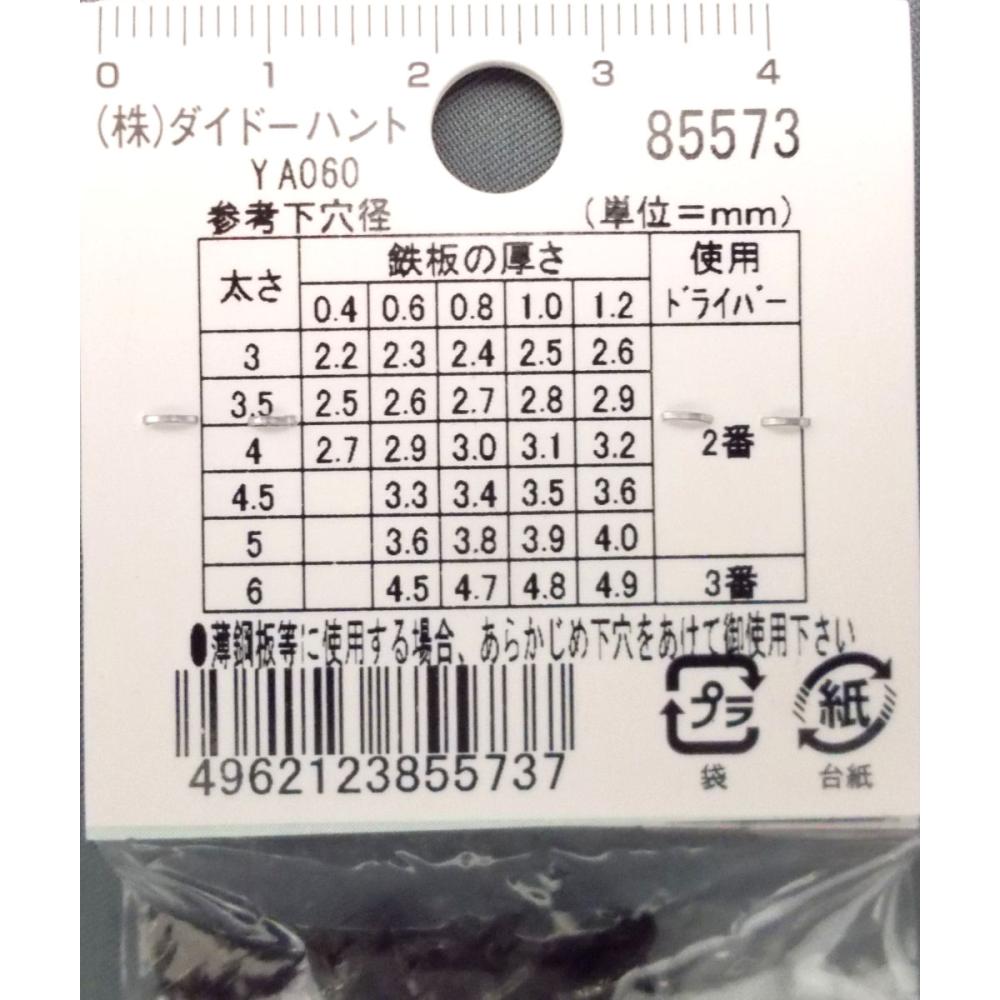 0 1 2 3 4
(株)ダイドーハント
85573
YA060
参考下穴径 (単位=mm)
太さ 鉄板の厚さ 使用ドライバー
0.4 0.6 0.8 1.0 1.2
3 2.2 2.3 2.4 2.5 2.6
3.5 2.5 2.6 2.7 2.8 2.9
4 2.7 2.9 3.0 3.1 3.2 2番
4.5 3.3 3.4 3.5 3.6
5 3.6 3.8 3.9 4.0
6 4.5 4.7 4.8 4.9 3番
●薄鋼板等に使用する場合、あらかじめ下穴をあけて御使用下さい
4962123855737
プラ 紙
袋 台紙